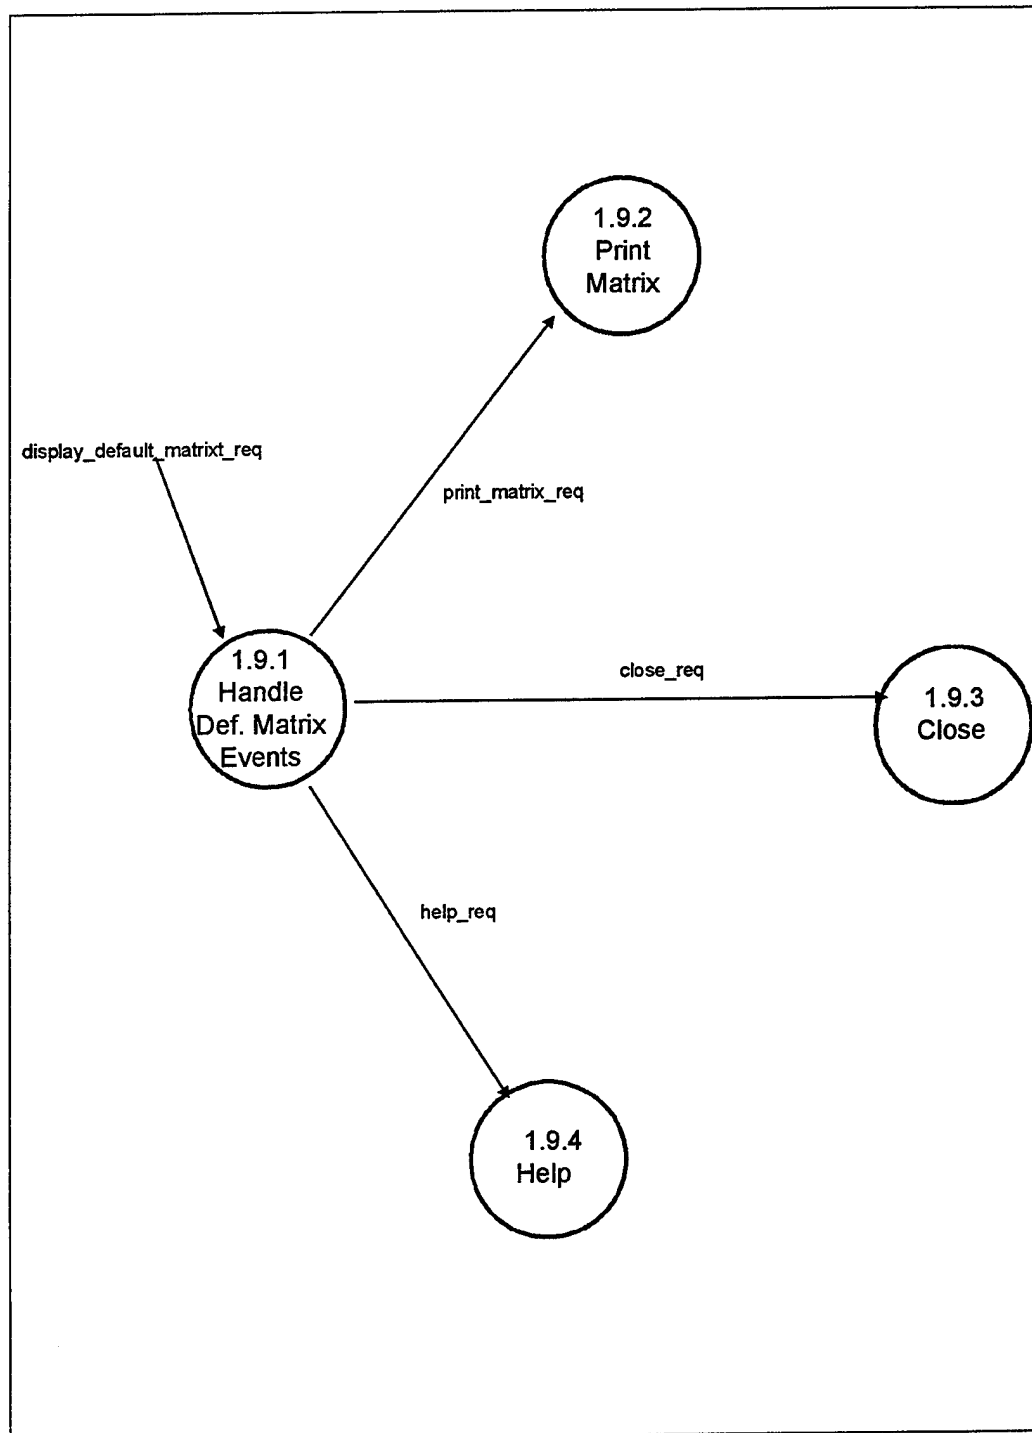 1.9.2
Print
Matrix
display_default_matrixt_req
print_matrix_req
1.9.1
Handle
Def. Matrix
Events
close_req
1.9.3
Close
help_req
1.9.4
Help